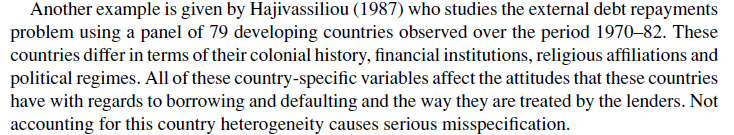 Another example is given by Hajivassiliou (1987) who studies the external debt repayments
problem using a panel of 79 developing countries observed over the period 1970–82. These
countries differ in terms of their colonial history, financial institutions, religious affiliations and
political regimes. All of these country-specific variables affect the attitudes that these countries
have with regards to borrowing and defaulting and the way they are treated by the lenders. Not
accounting for this country heterogeneity causes serious misspecification.